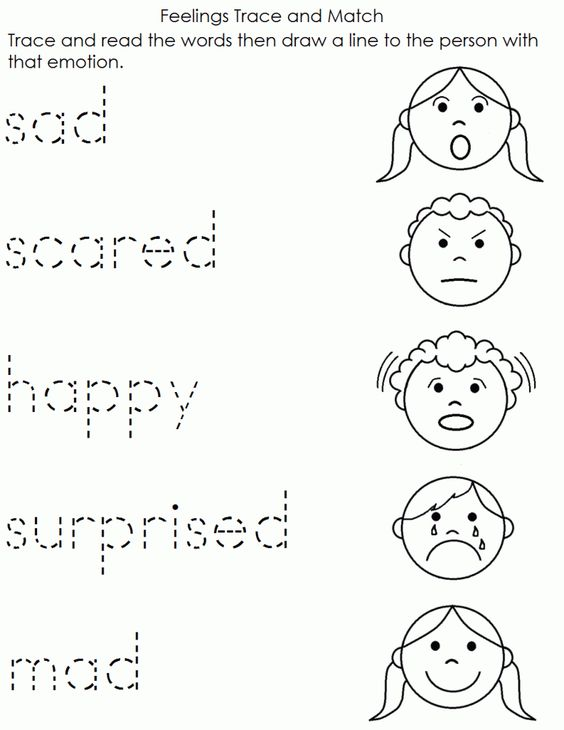 Feelings Trace and Match
Trace and read the words then draw a line to the person with
that emotion.
sad
scared
happy
surprised
mad